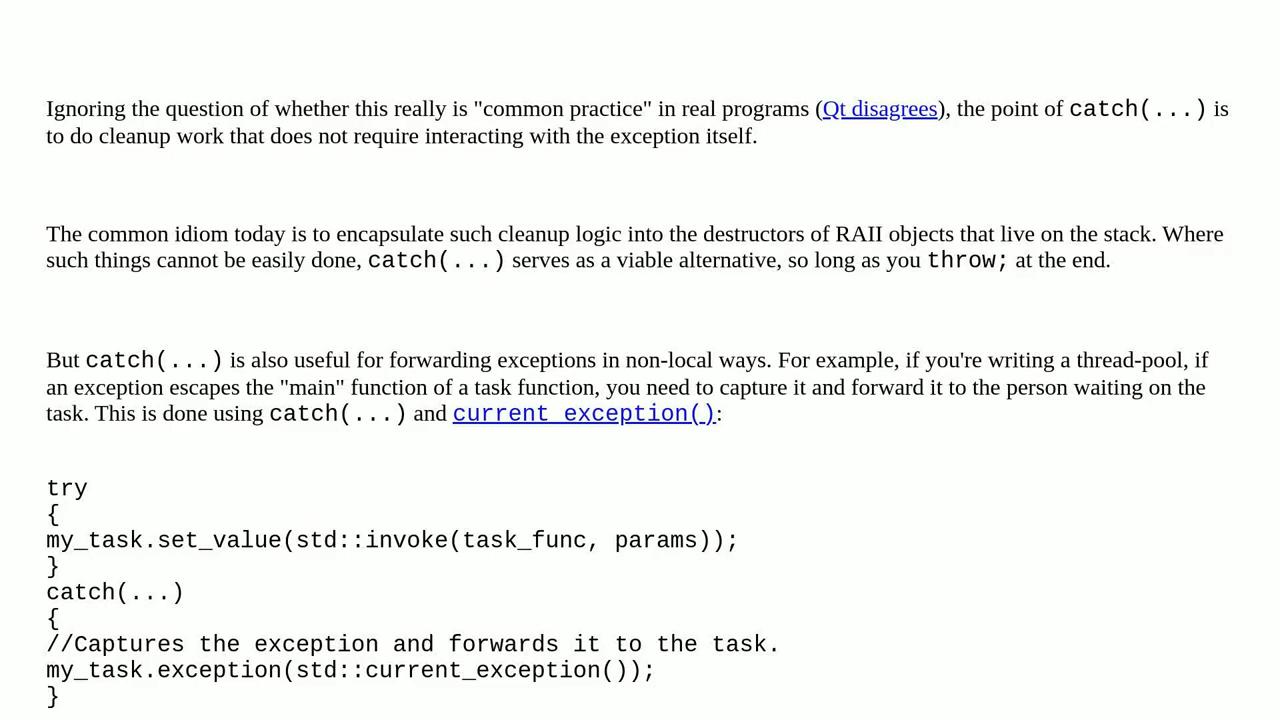 Ignoring the question of whether this really is "common practice" in real programs (Qt disagrees), the point of catch(...) is
to do cleanup work that does not require interacting with the exception itself.
The common idiom today is to encapsulate such cleanup logic into the destructors of RAII objects that live on the stack. Where
such things cannot be easily done, catch(...) serves as a viable alternative, so long as you throw; at the end.
But catch(...) is also useful for forwarding exceptions in non-local ways. For example, if you're writing a thread-pool, if
an exception escapes the "main" function of a task function, you need to capture it and forward it to the person waiting on the
task. This is done using catch(...) and current_exception():
try
{
my_task.set_value(std::invoke(task_func, params));
}
catch(...)
{
//Captures the exception and forwards it to the task.
my_task.exception(std::current_exception());
}